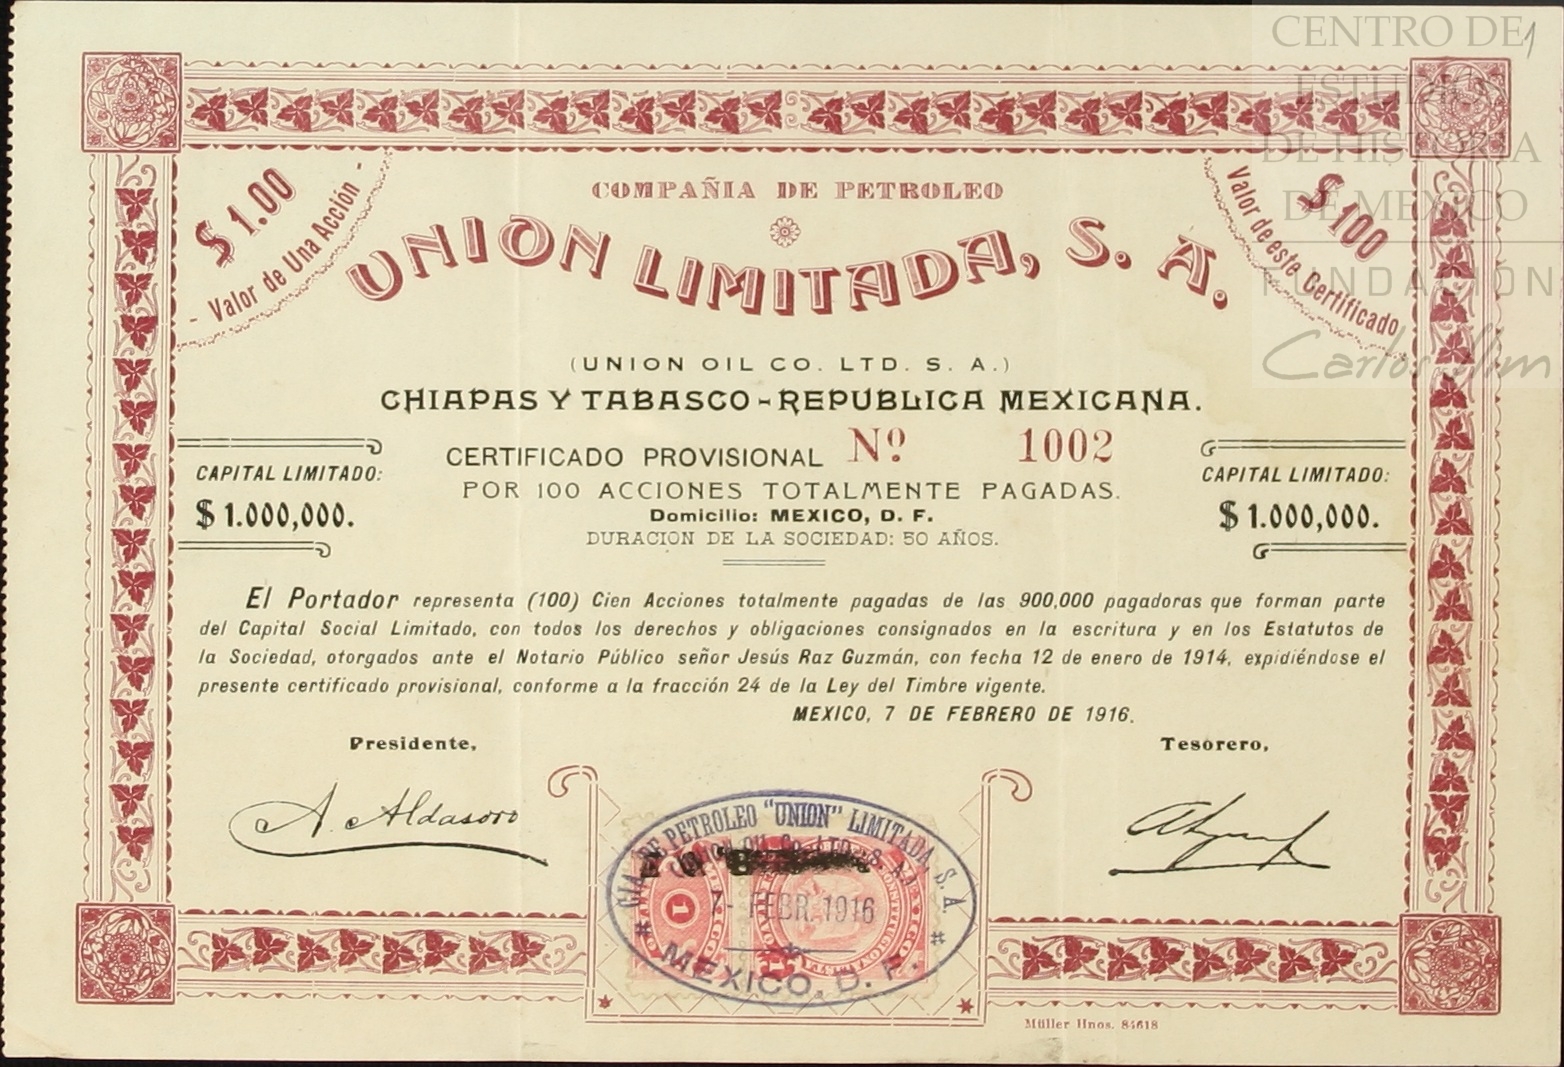 CENTRO DE
ESTUDIOS
DE HISTORIA
DE MEXICO
FUNDACIÓN
Carlos Slim
1
$ 1.00
- Valor de Una Acción -
$ 100
Valor de este Certificado
COMPAÑIA DE PETROLEO
UNION LIMITADA, S. A.
(UNION OIL CO. LTD. S. A.)
CHIAPAS Y TABASCO - REPUBLICA MEXICANA.
CERTIFICADO PROVISIONAL Nº 1002
POR 100 ACCIONES TOTALMENTE PAGADAS.
Domicilio: MEXICO, D. F.
DURACION DE LA SOCIEDAD: 50 AÑOS.
CAPITAL LIMITADO:
$ 1.000,000.
CAPITAL LIMITADO:
$ 1.000,000.
El Portador representa (100) Cien Acciones totalmente pagadas de las 900,000 pagadoras que forman parte
del Capital Social Limitado, con todos los derechos y obligaciones consignados en la escritura y en los Estatutos de
la Sociedad, otorgados ante el Notario Público señor Jesús Raz Guzmán, con fecha 12 de enero de 1914, expidiéndose el
presente certificado provisional, conforme a la fracción 24 de la Ley del Timbre vigente.
MEXICO, 7 DE FEBRERO DE 1916.
Presidente,
Tesorero,
A. Aldasoro
CIA. DE PETROLEO "UNION" LIMITADA, S. A.
7 - FEBR. 1916
MEXICO, D. F.
1
Müller Hnos. 84618